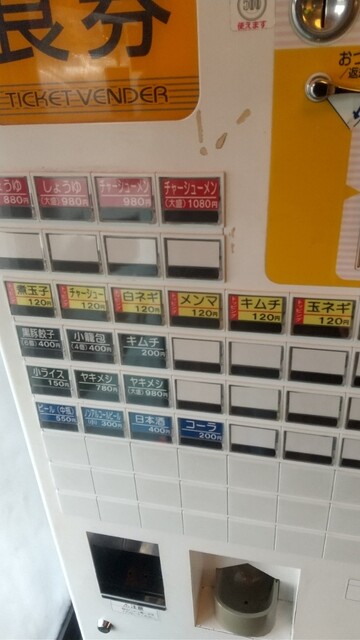 食券
TICKET VENDER
500
使えます
しょうゆ
880円
しょうゆ
(大盛)980円
チャーシューメン
980円
チャーシューメン
(大盛)1080円
煮玉子
120円
チャーシュー
120円
白ネギ
120円
メンマ
120円
キムチ
120円
玉ネギ
120円
黒豚餃子
(6個)400円
小籠包
(4個)400円
キムチ
200円
小ライス
150円
ヤキメシ
780円
ヤキメシ
(大盛)980円
ビール(中瓶)
550円
ノンアルコールビール
300円
日本酒
400円
コーラ
200円